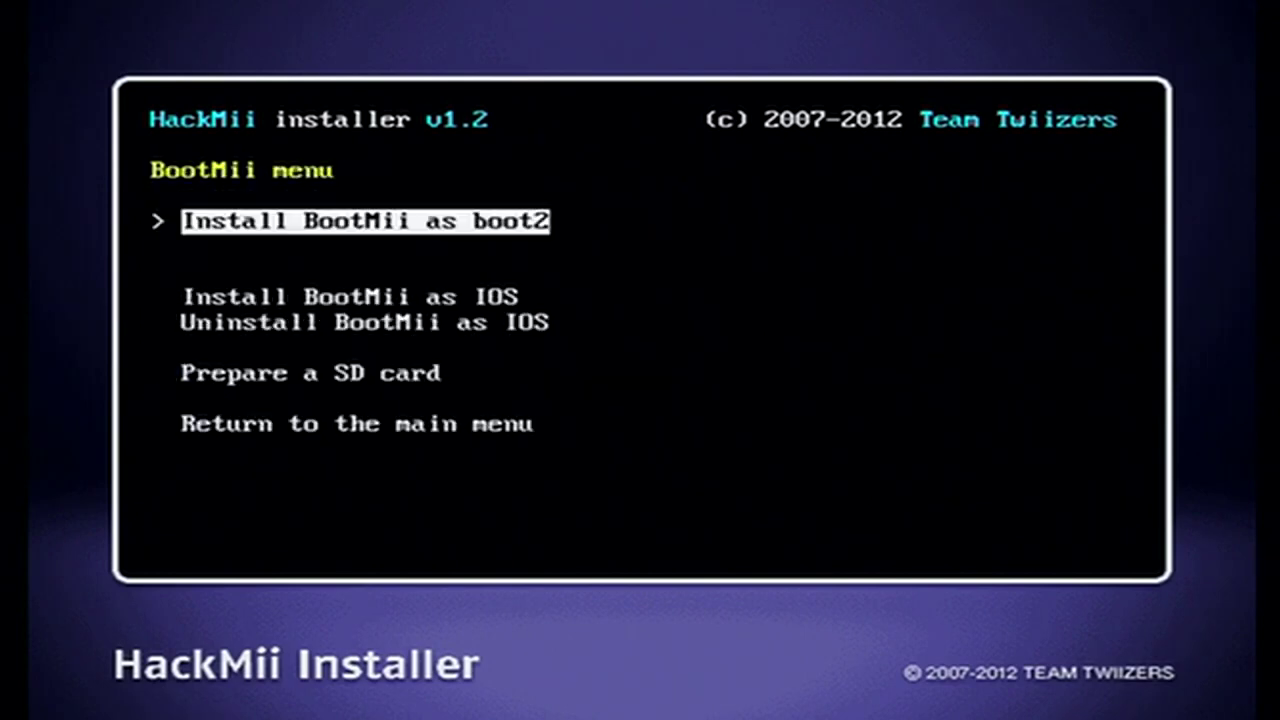 HackMii installer v1.2 (c) 2007-2012 Team Twiizers
BootMii menu
> Install BootMii as boot2
Install BootMii as IOS
Uninstall BootMii as IOS
Prepare a SD card
Return to the main menu
HackMii Installer © 2007-2012 TEAM TWIIZERS